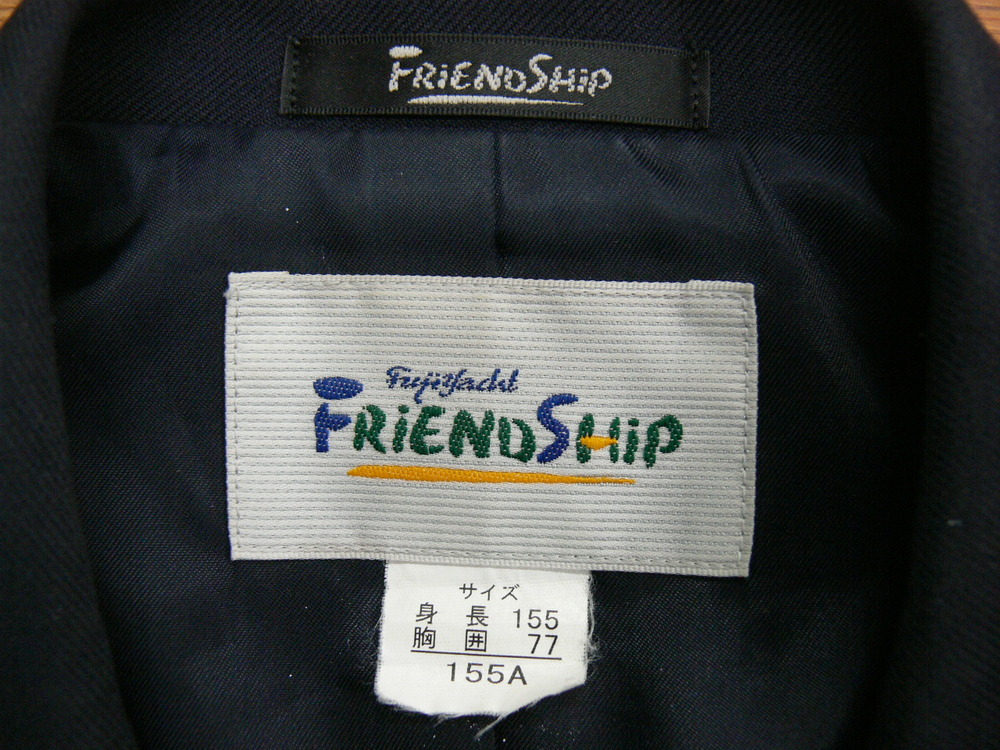 FRiENDSHiP
Fujiyacht
FRiENDSHiP
サイズ
身 長 155
胸 囲 77
155A